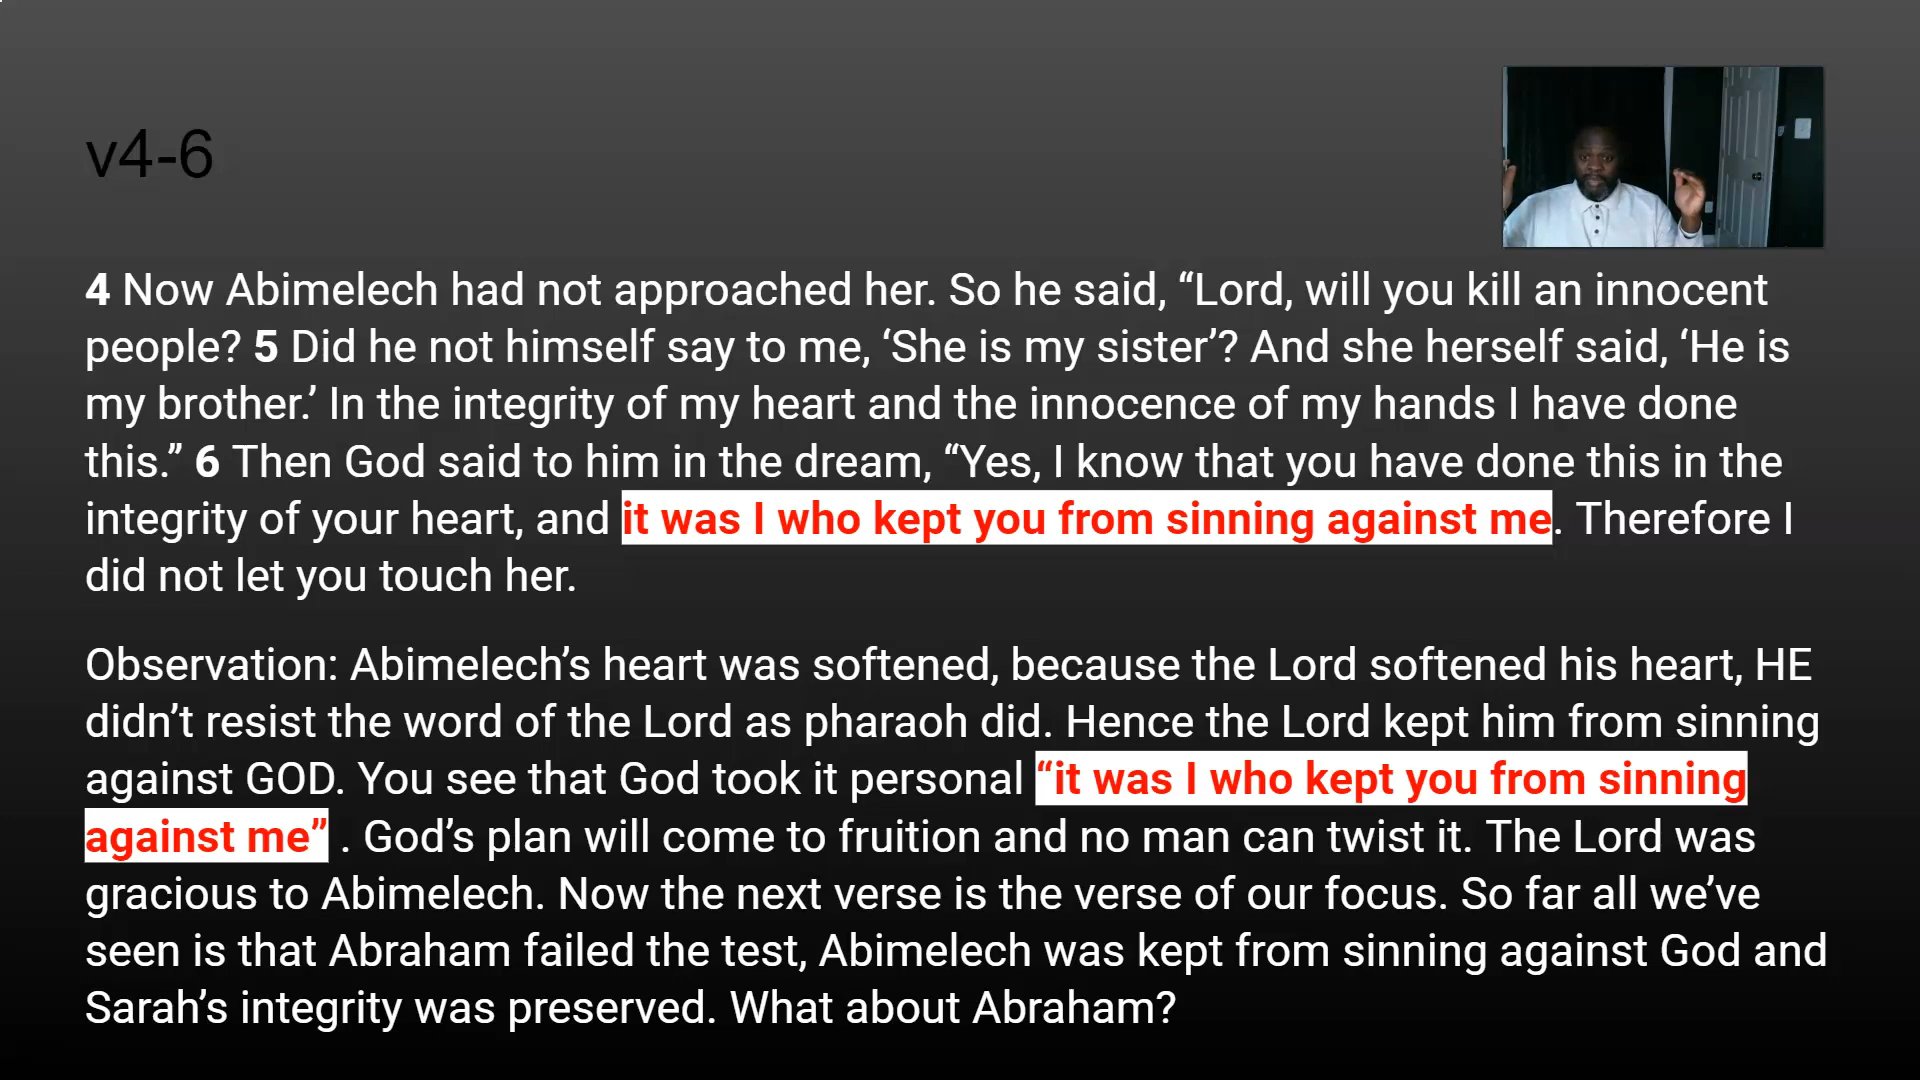 v4-6
4 Now Abimelech had not approached her. So he said, “Lord, will you kill an innocent
people? 5 Did he not himself say to me, ‘She is my sister’? And she herself said, ‘He is
my brother.’ In the integrity of my heart and the innocence of my hands I have done
this.” 6 Then God said to him in the dream, “Yes, I know that you have done this in the
integrity of your heart, and it was I who kept you from sinning against me. Therefore I
did not let you touch her.
Observation: Abimelech’s heart was softened, because the Lord softened his heart, HE
didn’t resist the word of the Lord as pharaoh did. Hence the Lord kept him from sinning
against GOD. You see that God took it personal “it was I who kept you from sinning
against me” . God’s plan will come to fruition and no man can twist it. The Lord was
gracious to Abimelech. Now the next verse is the verse of our focus. So far all we’ve
seen is that Abraham failed the test, Abimelech was kept from sinning against God and
Sarah’s integrity was preserved. What about Abraham?